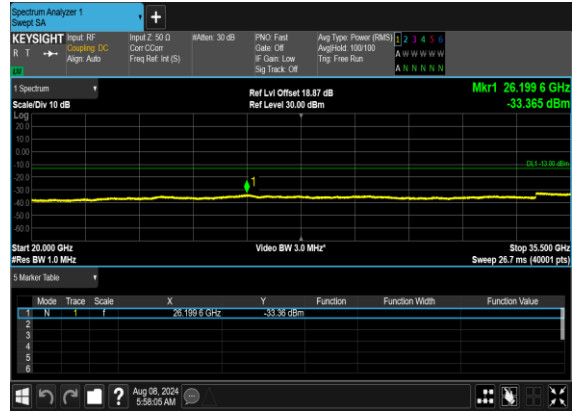 Spectrum Analyzer 1
Swept SA
+
KEYSIGHT Input: RF Input Z: 50 Ω #Atten: 30 dB PNO: Fast Avg Type: Power (RMS) 1 2 3 4 5 6
R T Coupling: DC Corr CCorr Gate: Off Avg|Hold: 100/100 A W W W W W
Align: Auto Freq Ref: Int (S) IF Gain: Low Trig: Free Run
Sig Track: Off A N N N N N
1 Spectrum Ref Lvl Offset 18.87 dB Mkr1 26.199 6 GHz
Scale/Div 10 dB Ref Level 30.00 dBm -33.365 dBm
Log
20.0
10.0
0.00
-10.0 DL1 -13.00 dBm
-20.0 1
-30.0
-40.0
-50.0
-60.0
Start 20.000 GHz Video BW 3.0 MHz* Stop 35.500 GHz
#Res BW 1.0 MHz Sweep 26.7 ms (40001 pts)
5 Marker Table
Mode Trace Scale X Y Function Function Width Function Value
1 N 1 f 26.199 6 GHz -33.36 dBm
2
3
4
5
6
? Aug 08, 2024
5:58:05 AM